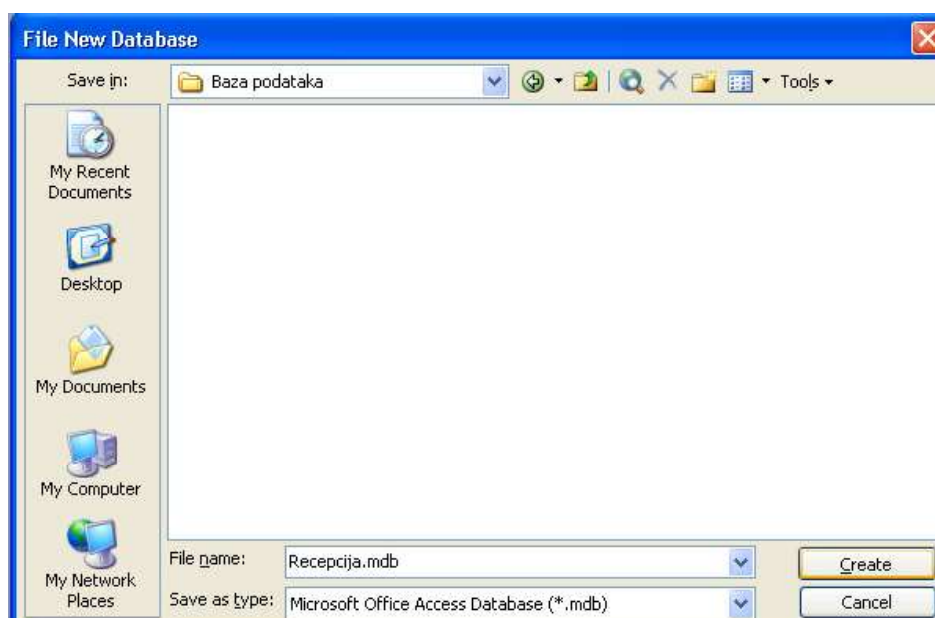 File New Database
Save in:
Baza podataka
Tools
My Recent
Documents
Desktop
My Documents
My Computer
My Network
Places
File name:
Recepcija.mdb
Create
Save as type:
Microsoft Office Access Database (*.mdb)
Cancel